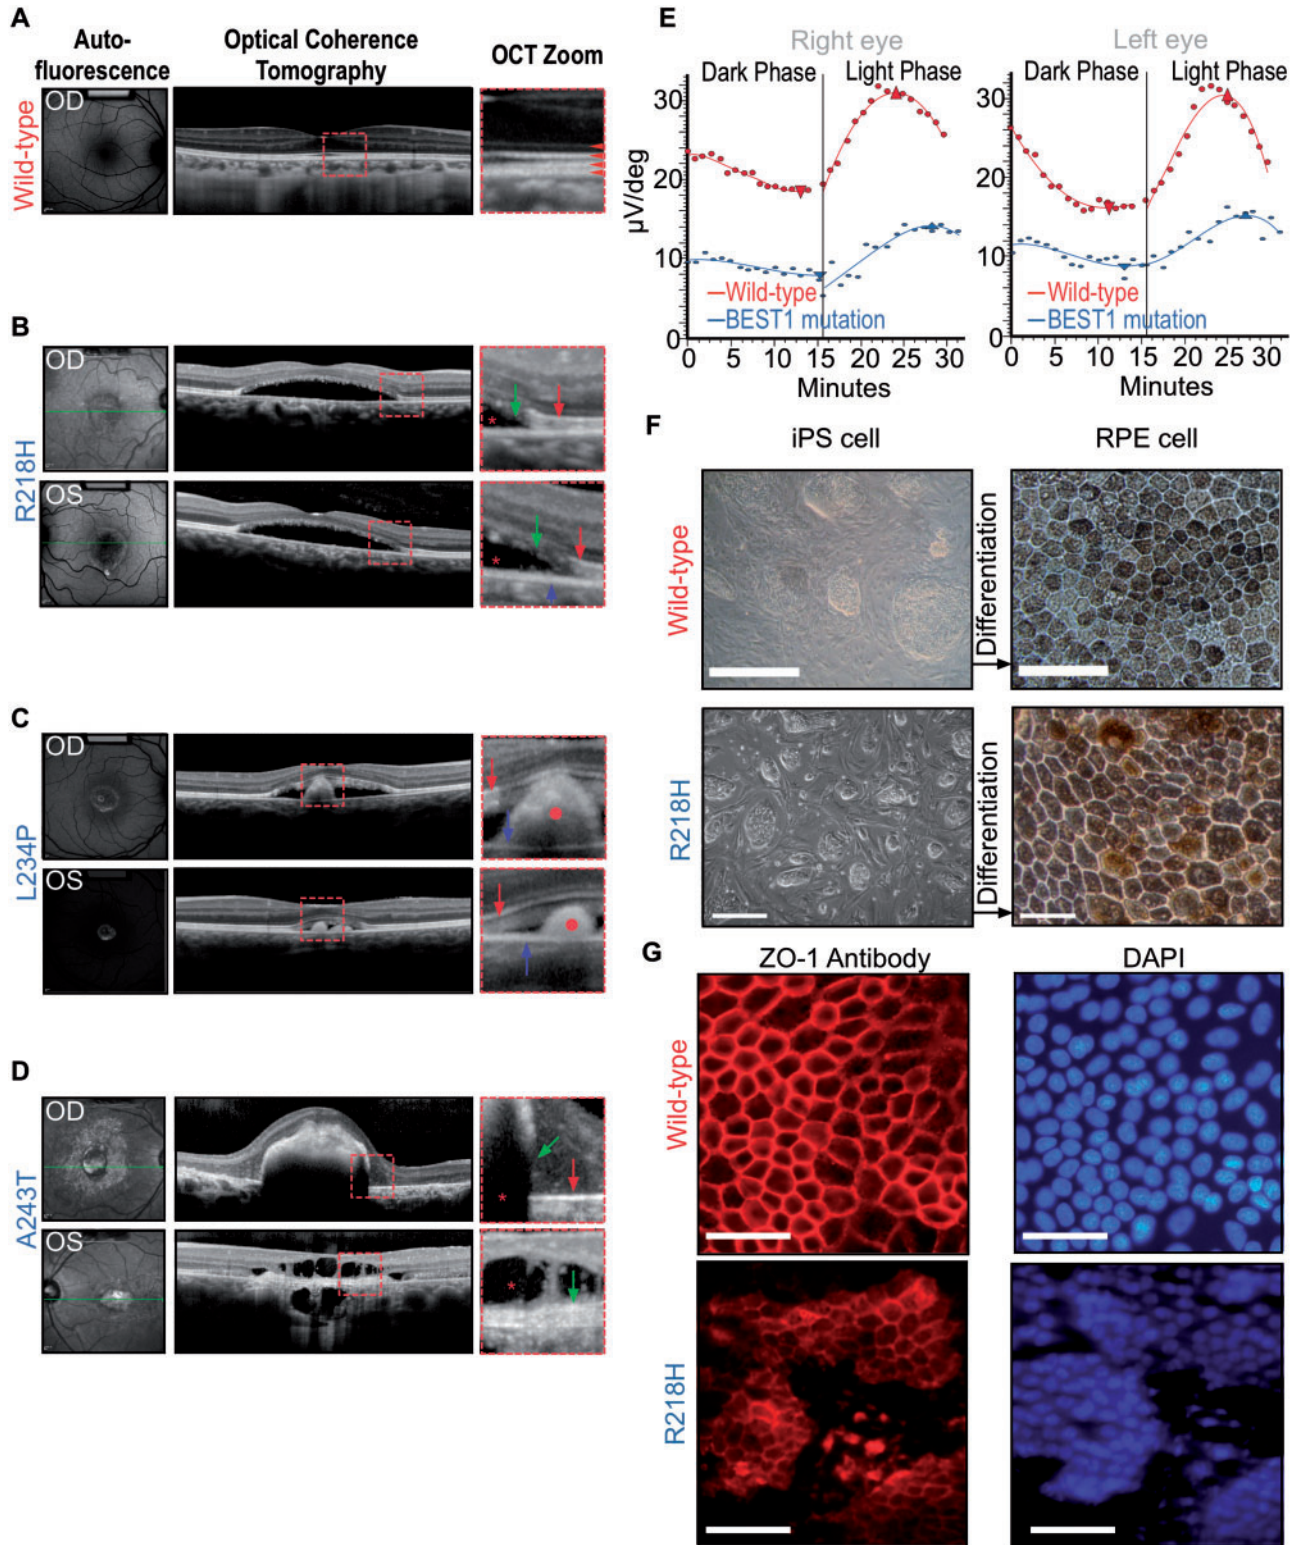 A
Auto-
fluorescence
Optical Coherence
Tomography
OCT Zoom
Wild-type
OD
B
R218H
OD
OS
C
L234P
OD
OS
D
A243T
OD
OS
E
Right eye
Left eye
Dark Phase
Light Phase
Dark Phase
Light Phase
µV/deg
30
20
10
0
30
20
10
0
Wild-type
BEST1 mutation
Wild-type
BEST1 mutation
0 5 10 15 20 25 30
0 5 10 15 20 25 30
Minutes
Minutes
F
iPS cell
RPE cell
Wild-type
Differentiation
R218H
Differentiation
G
ZO-1 Antibody
DAPI
Wild-type
R218H